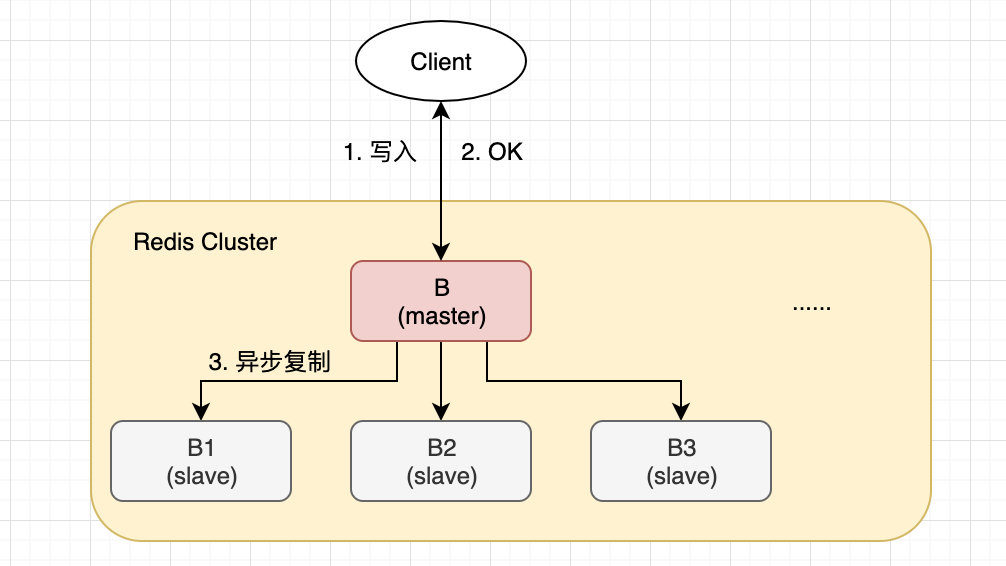 Client
1. 写入
2. OK
Redis Cluster
B
(master)
......
3. 异步复制
B1
(slave)
B2
(slave)
B3
(slave)